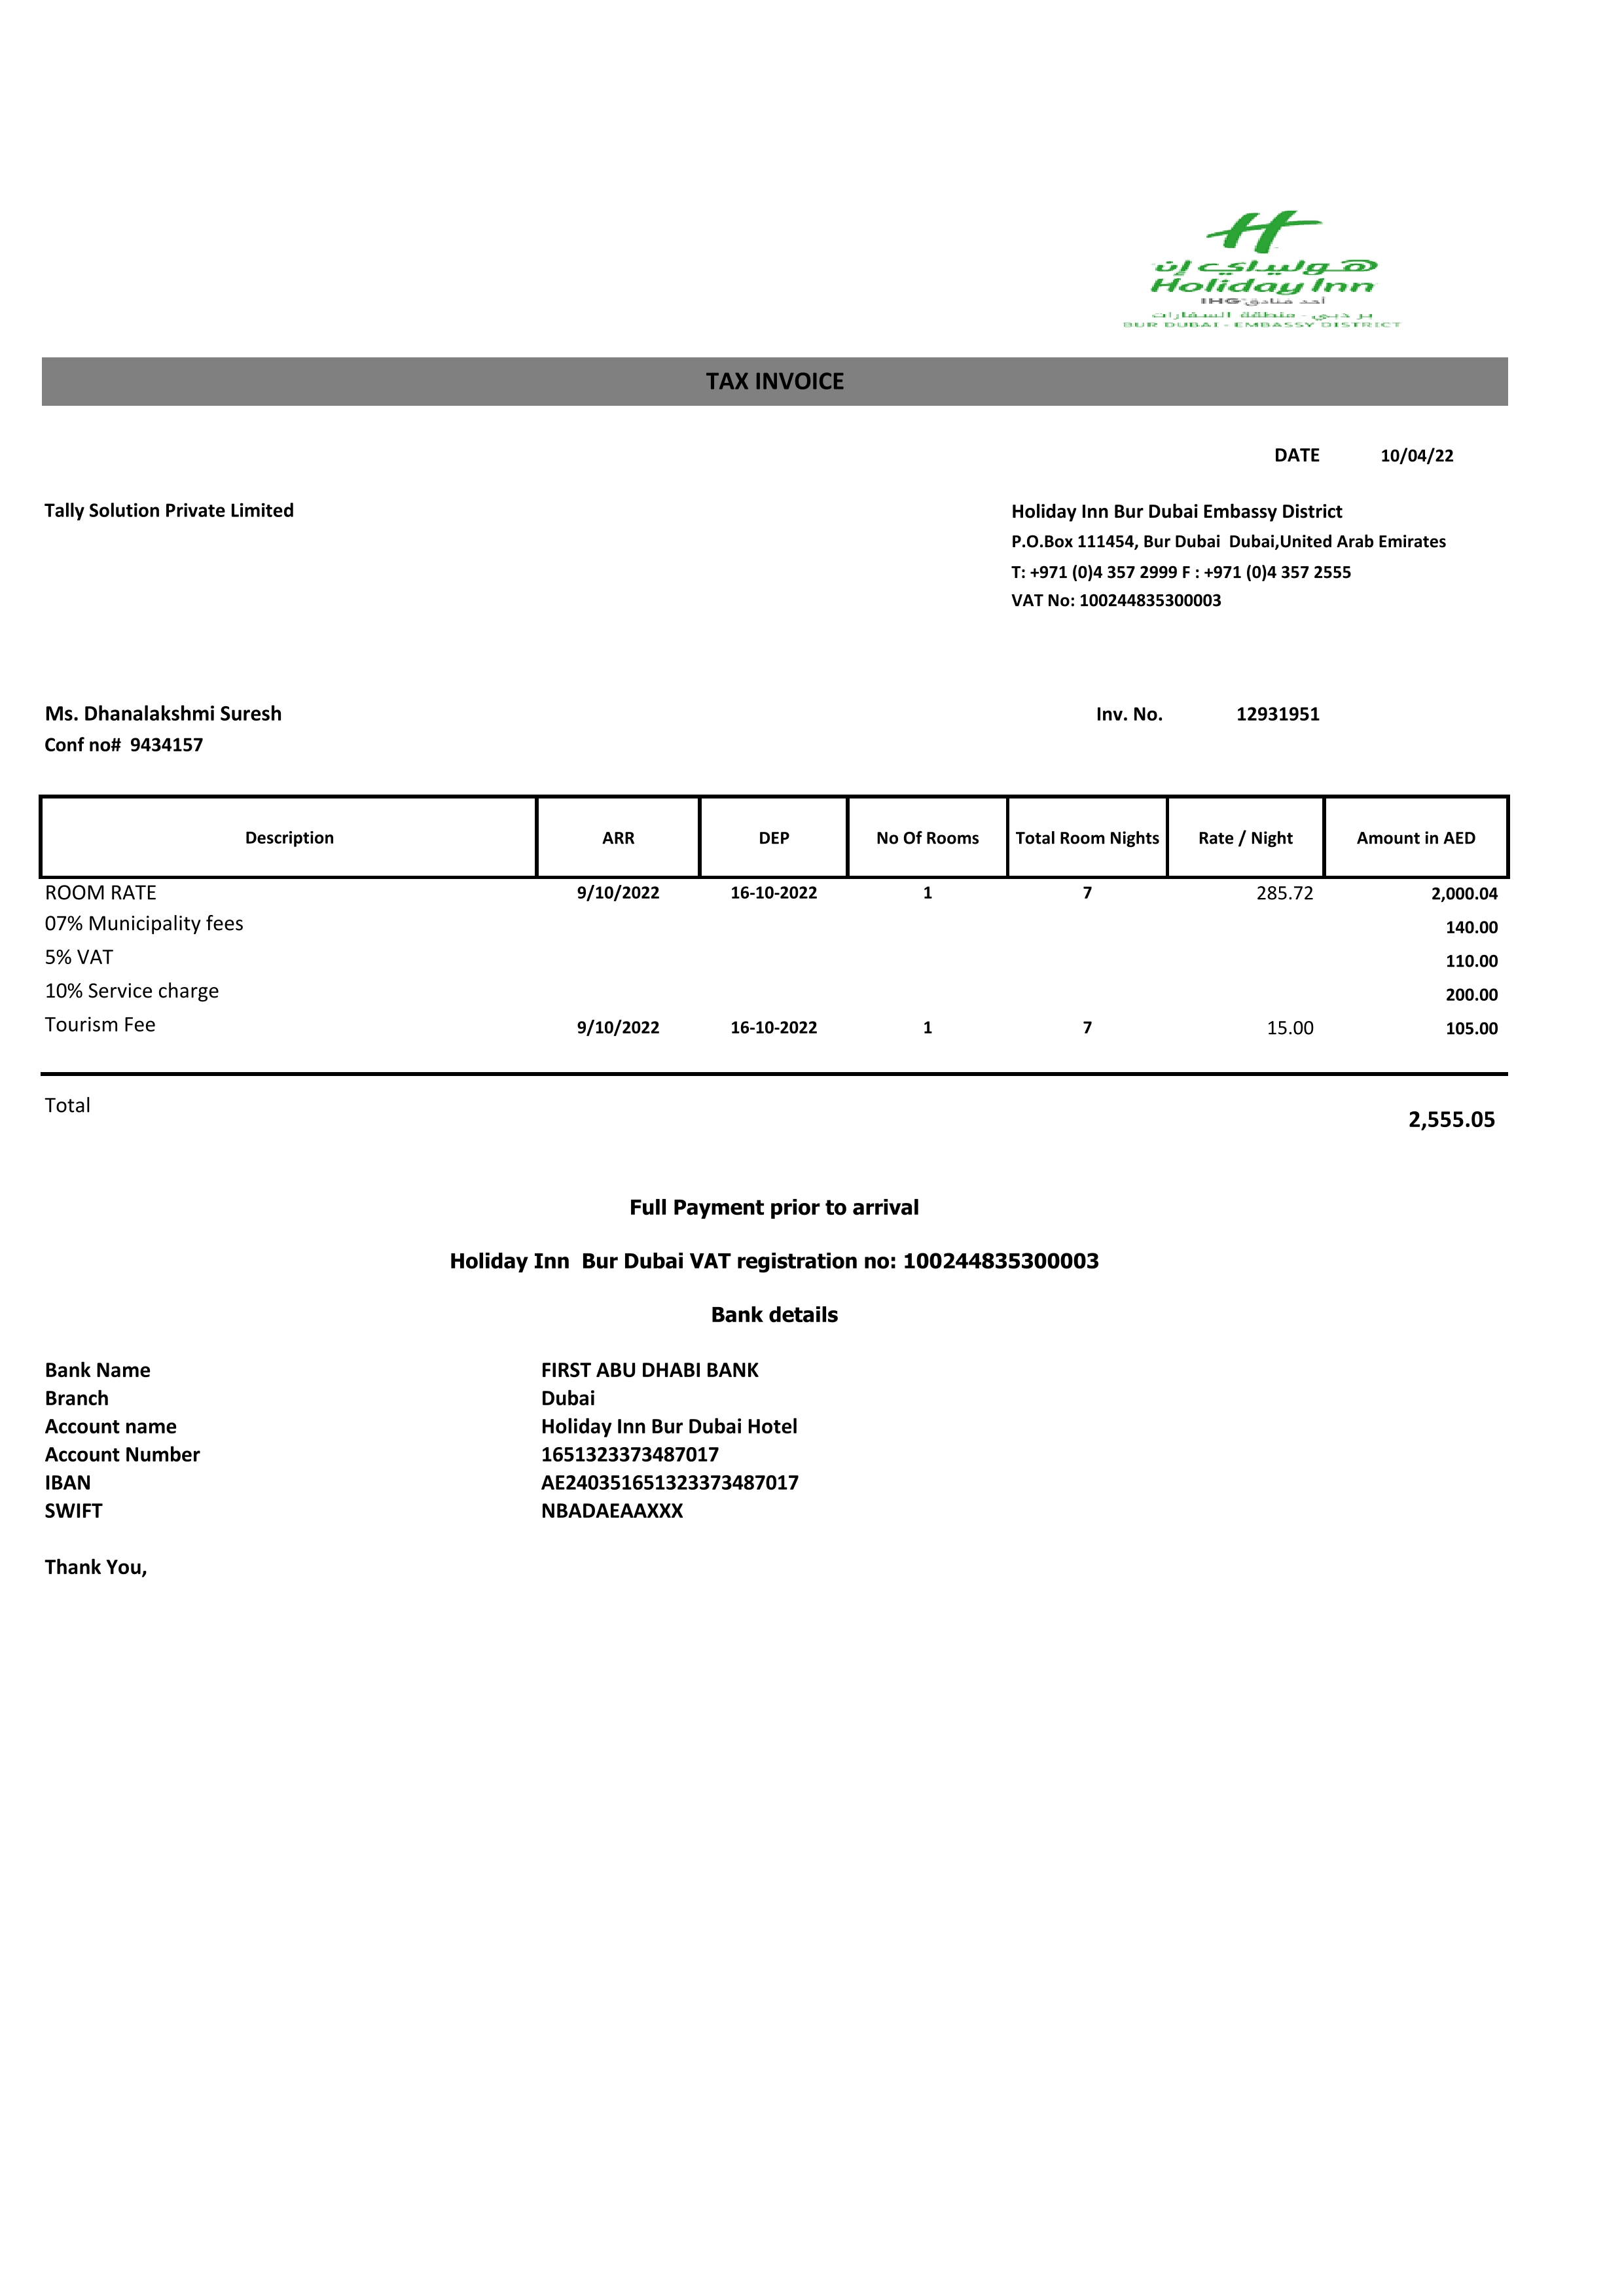 هوليداي إن
Holiday Inn
أحد فنادق IHG
بر دبي - منطقة السفارات
BUR DUBAI - EMBASSY DISTRICT
TAX INVOICE
DATE 10/04/22
Tally Solution Private Limited
Holiday Inn Bur Dubai Embassy District
P.O.Box 111454, Bur Dubai Dubai,United Arab Emirates
T: +971 (0)4 357 2999 F : +971 (0)4 357 2555
VAT No: 100244835300003
Ms. Dhanalakshmi Suresh Inv. No. 12931951
Conf no# 9434157
Description ARR DEP No Of Rooms Total Room Nights Rate / Night Amount in AED
ROOM RATE 9/10/2022 16-10-2022 1 7 285.72 2,000.04
07% Municipality fees 140.00
5% VAT 110.00
10% Service charge 200.00
Tourism Fee 9/10/2022 16-10-2022 1 7 15.00 105.00
Total 2,555.05
Full Payment prior to arrival
Holiday Inn Bur Dubai VAT registration no: 100244835300003
Bank details
Bank Name FIRST ABU DHABI BANK
Branch Dubai
Account name Holiday Inn Bur Dubai Hotel
Account Number 1651323373487017
IBAN AE240351651323373487017
SWIFT NBADAEAAXXX
Thank You,